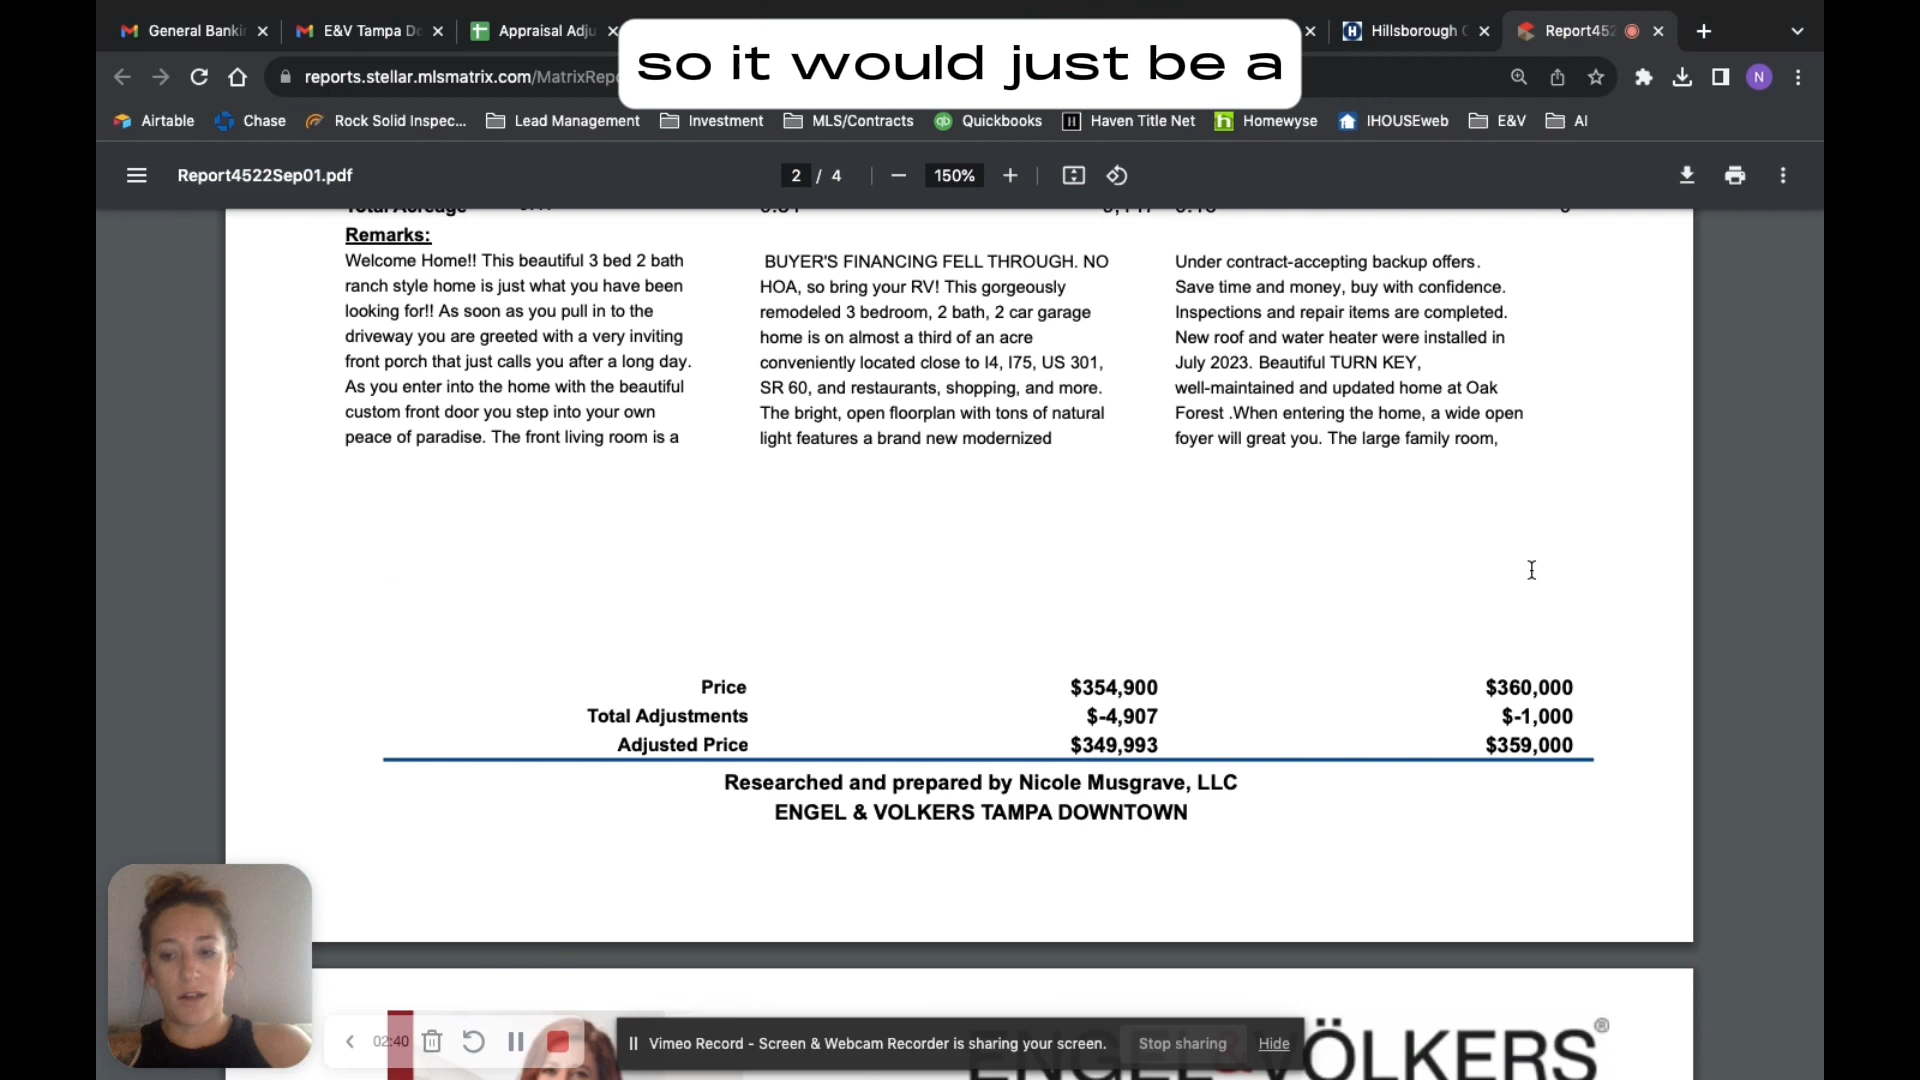 General Banki
E&V Tampa Do
Appraisal Adju
Hillsborough C
Report452
so it would just be a
reports.stellar.mlsmatrix.com/MatrixRepo
N
Airtable
Chase
Rock Solid Inspec...
Lead Management
Investment
MLS/Contracts
Quickbooks
Haven Title Net
Homewyse
IHOUSEweb
E&V
AI
Report4522Sep01.pdf
2 / 4
150%
Total Acreage
Remarks:
Welcome Home!! This beautiful 3 bed 2 bath
ranch style home is just what you have been
looking for!! As soon as you pull in to the
driveway you are greeted with a very inviting
front porch that just calls you after a long day.
As you enter into the home with the beautiful
custom front door you step into your own
peace of paradise. The front living room is a
BUYER'S FINANCING FELL THROUGH. NO
HOA, so bring your RV! This gorgeously
remodeled 3 bedroom, 2 bath, 2 car garage
home is on almost a third of an acre
conveniently located close to I4, I75, US 301,
SR 60, and restaurants, shopping, and more.
The bright, open floorplan with tons of natural
light features a brand new modernized
Under contract-accepting backup offers.
Save time and money, buy with confidence.
Inspections and repair items are completed.
New roof and water heater were installed in
July 2023. Beautiful TURN KEY,
well-maintained and updated home at Oak
Forest .When entering the home, a wide open
foyer will great you. The large family room,
Price $354,900 $360,000
Total Adjustments $-4,907 $-1,000
Adjusted Price $349,993 $359,000
Researched and prepared by Nicole Musgrave, LLC
ENGEL & VOLKERS TAMPA DOWNTOWN
02:40
Vimeo Record - Screen & Webcam Recorder is sharing your screen.
Stop sharing
Hide
ENGEL & VÖLKERS®